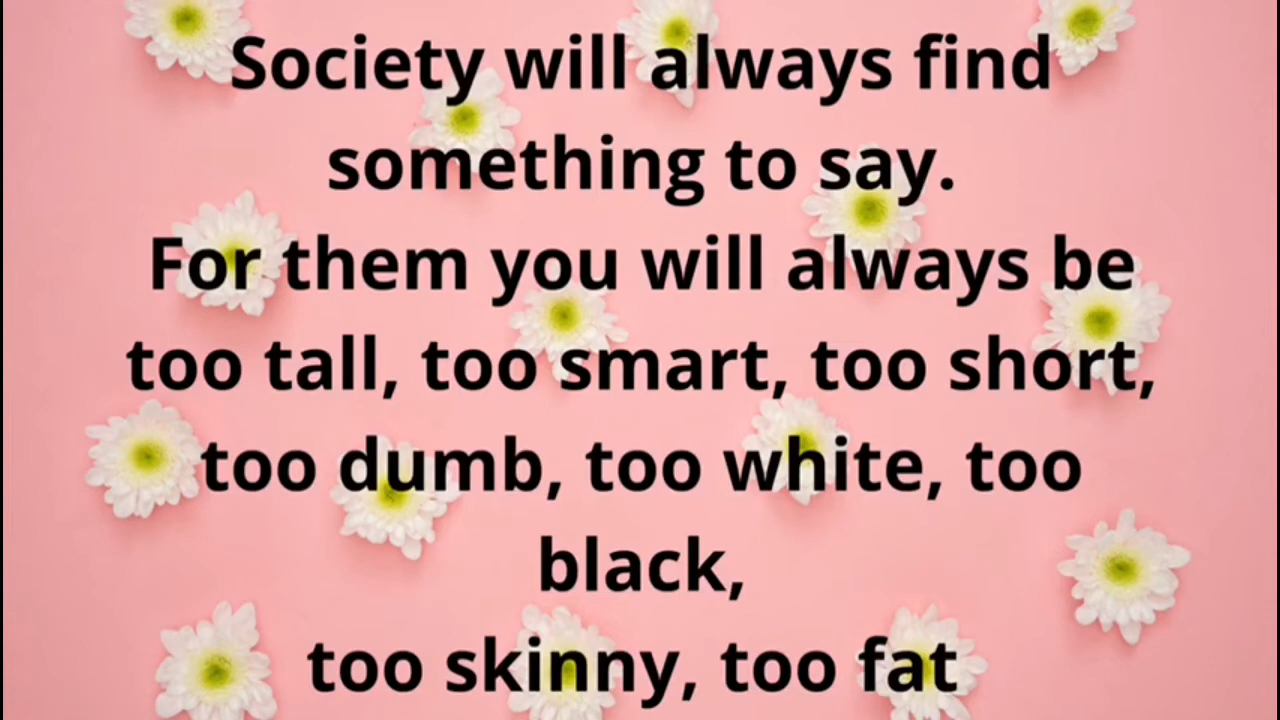 Society will always find
something to say.
For them you will always be
too tall, too smart, too short,
too dumb, too white, too
black,
too skinny, too fat